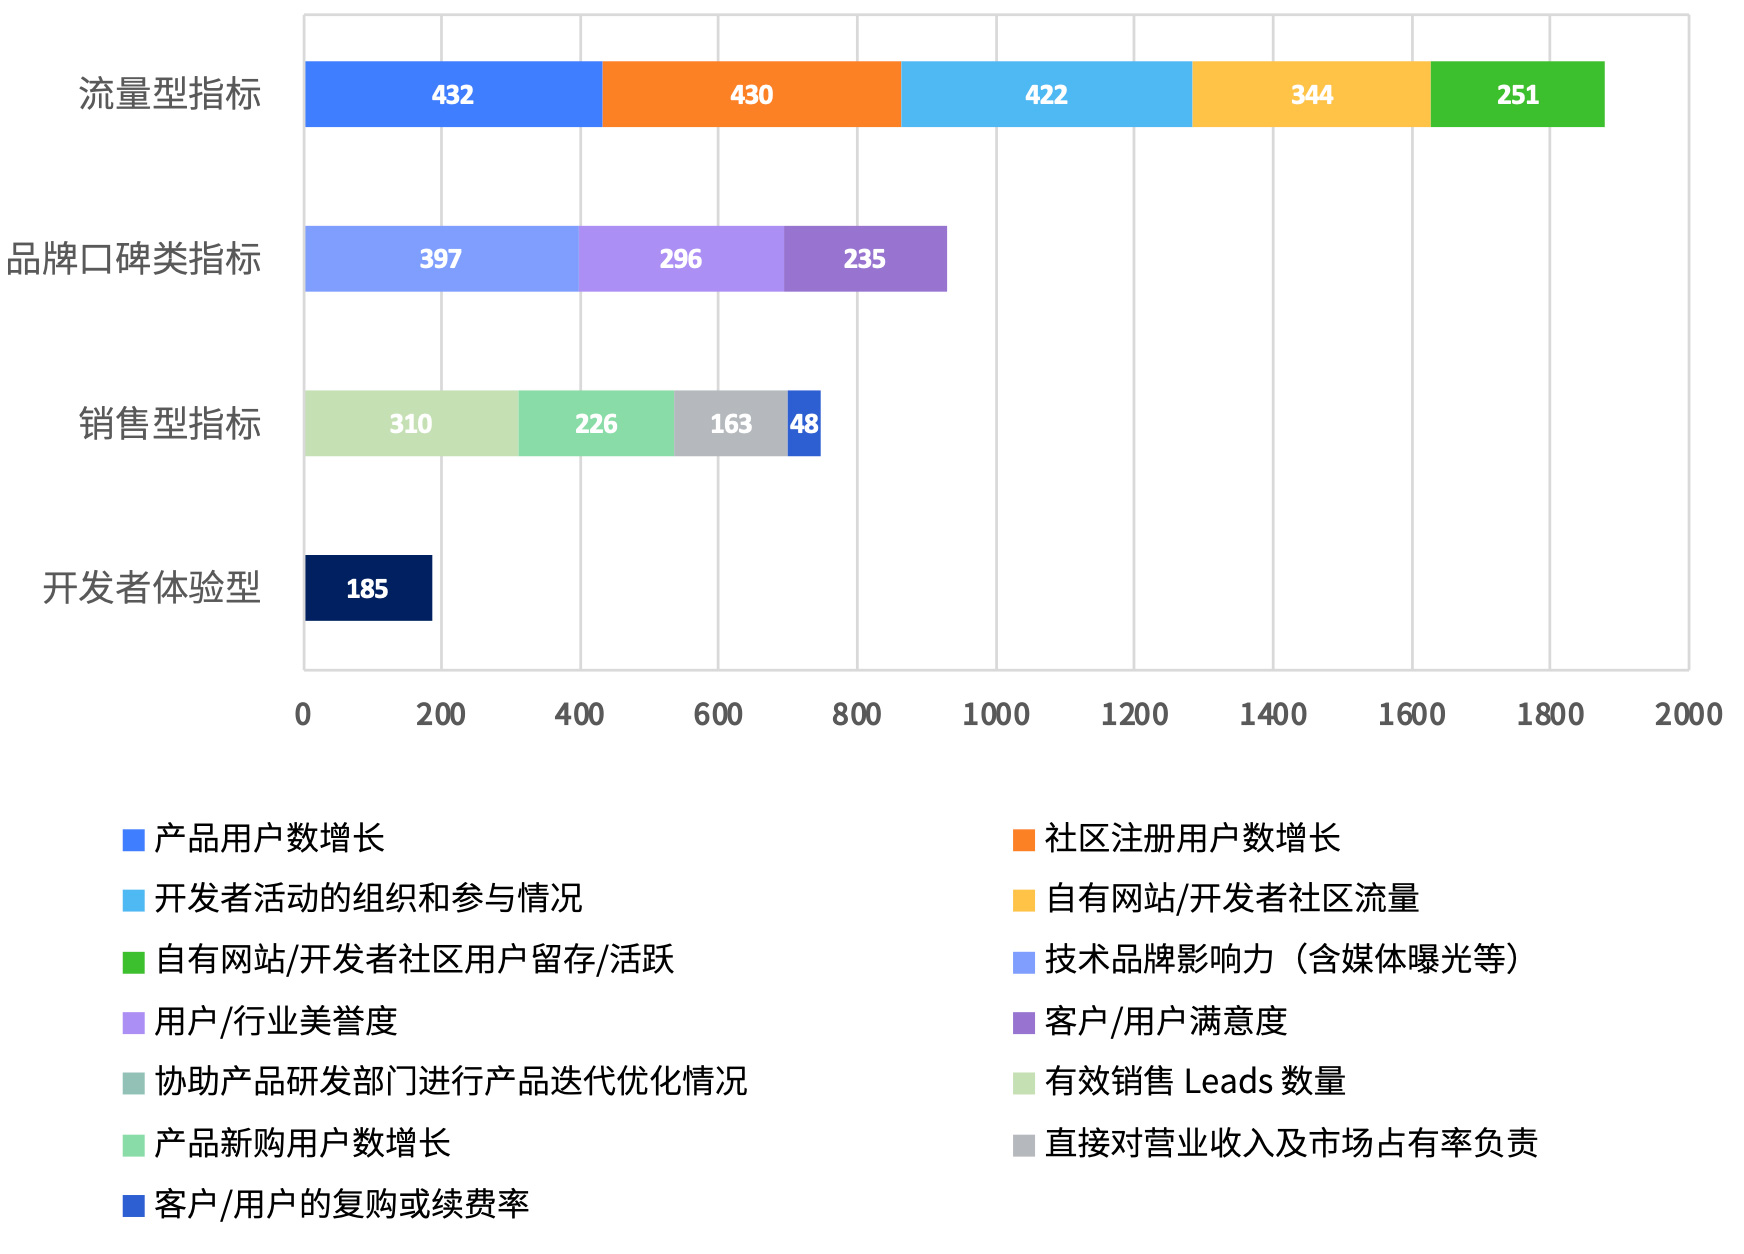 流量型指标 432 430 422 344 251
品牌口碑类指标 397 296 235
销售型指标 310 226 163 48
开发者体验型 185
0 200 400 600 800 1000 1200 1400 1600 1800 2000
产品用户数增长 社区注册用户数增长
开发者活动的组织和参与情况 自有网站/开发者社区流量
自有网站/开发者社区用户留存/活跃 技术品牌影响力（含媒体曝光等）
用户/行业美誉度 客户/用户满意度
协助产品研发部门进行产品迭代优化情况 有效销售 Leads 数量
产品新购用户数增长 直接对营业收入及市场占有率负责
客户/用户的复购或续费率